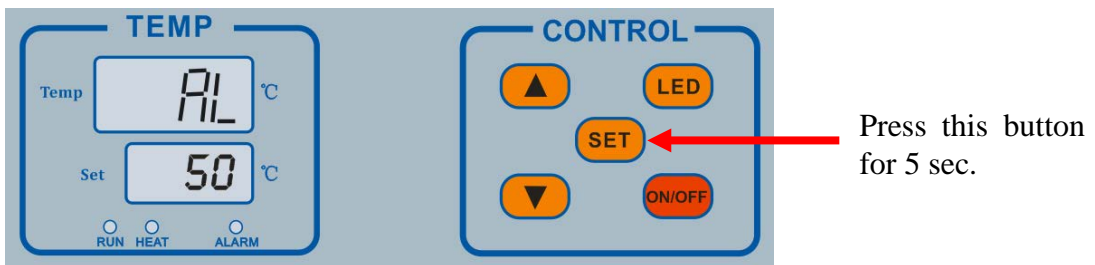 TEMP
Temp AL ℃
Set 50 ℃
RUN HEAT ALARM
CONTROL
▲ LED
SET
▼ ON/OFF
Press this button
for 5 sec.